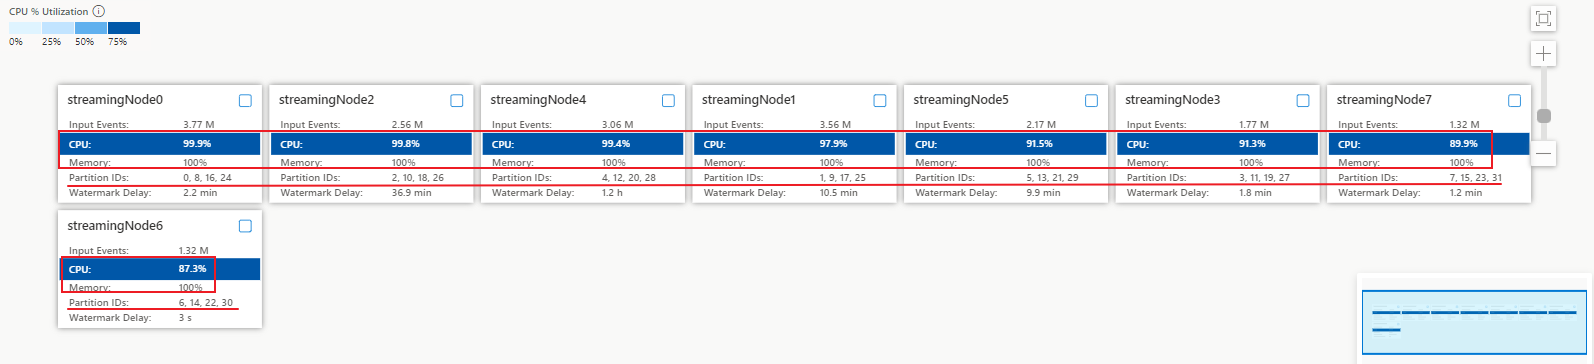 CPU % Utilization
0% 25% 50% 75%
streamingNode0
Input Events: 3.77 M
CPU: 99.9%
Memory: 100%
Partition IDs: 0, 8, 16, 24
Watermark Delay: 2.2 min
streamingNode2
Input Events: 2.56 M
CPU: 99.8%
Memory: 100%
Partition IDs: 2, 10, 18, 26
Watermark Delay: 36.9 min
streamingNode4
Input Events: 3.06 M
CPU: 99.4%
Memory: 100%
Partition IDs: 4, 12, 20, 28
Watermark Delay: 1.2 h
streamingNode1
Input Events: 3.56 M
CPU: 97.9%
Memory: 100%
Partition IDs: 1, 9, 17, 25
Watermark Delay: 10.5 min
streamingNode5
Input Events: 2.17 M
CPU: 91.5%
Memory: 100%
Partition IDs: 5, 13, 21, 29
Watermark Delay: 9.9 min
streamingNode3
Input Events: 1.77 M
CPU: 91.3%
Memory: 100%
Partition IDs: 3, 11, 19, 27
Watermark Delay: 1.8 min
streamingNode7
Input Events: 1.32 M
CPU: 89.9%
Memory: 100%
Partition IDs: 7, 15, 23, 31
Watermark Delay: 1.2 min
streamingNode6
Input Events: 1.32 M
CPU: 87.3%
Memory: 100%
Partition IDs: 6, 14, 22, 30
Watermark Delay: 3 s